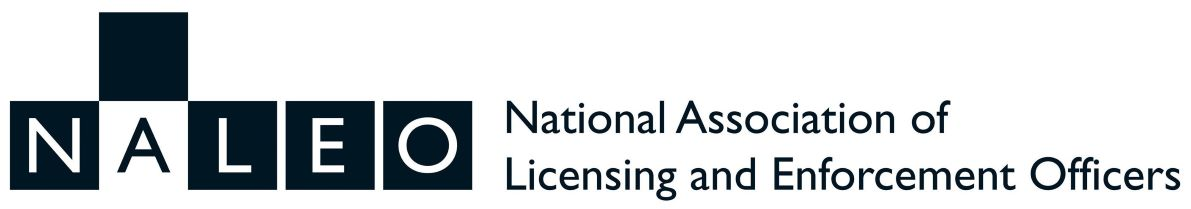 NALEO
National Association of
Licensing and Enforcement Officers